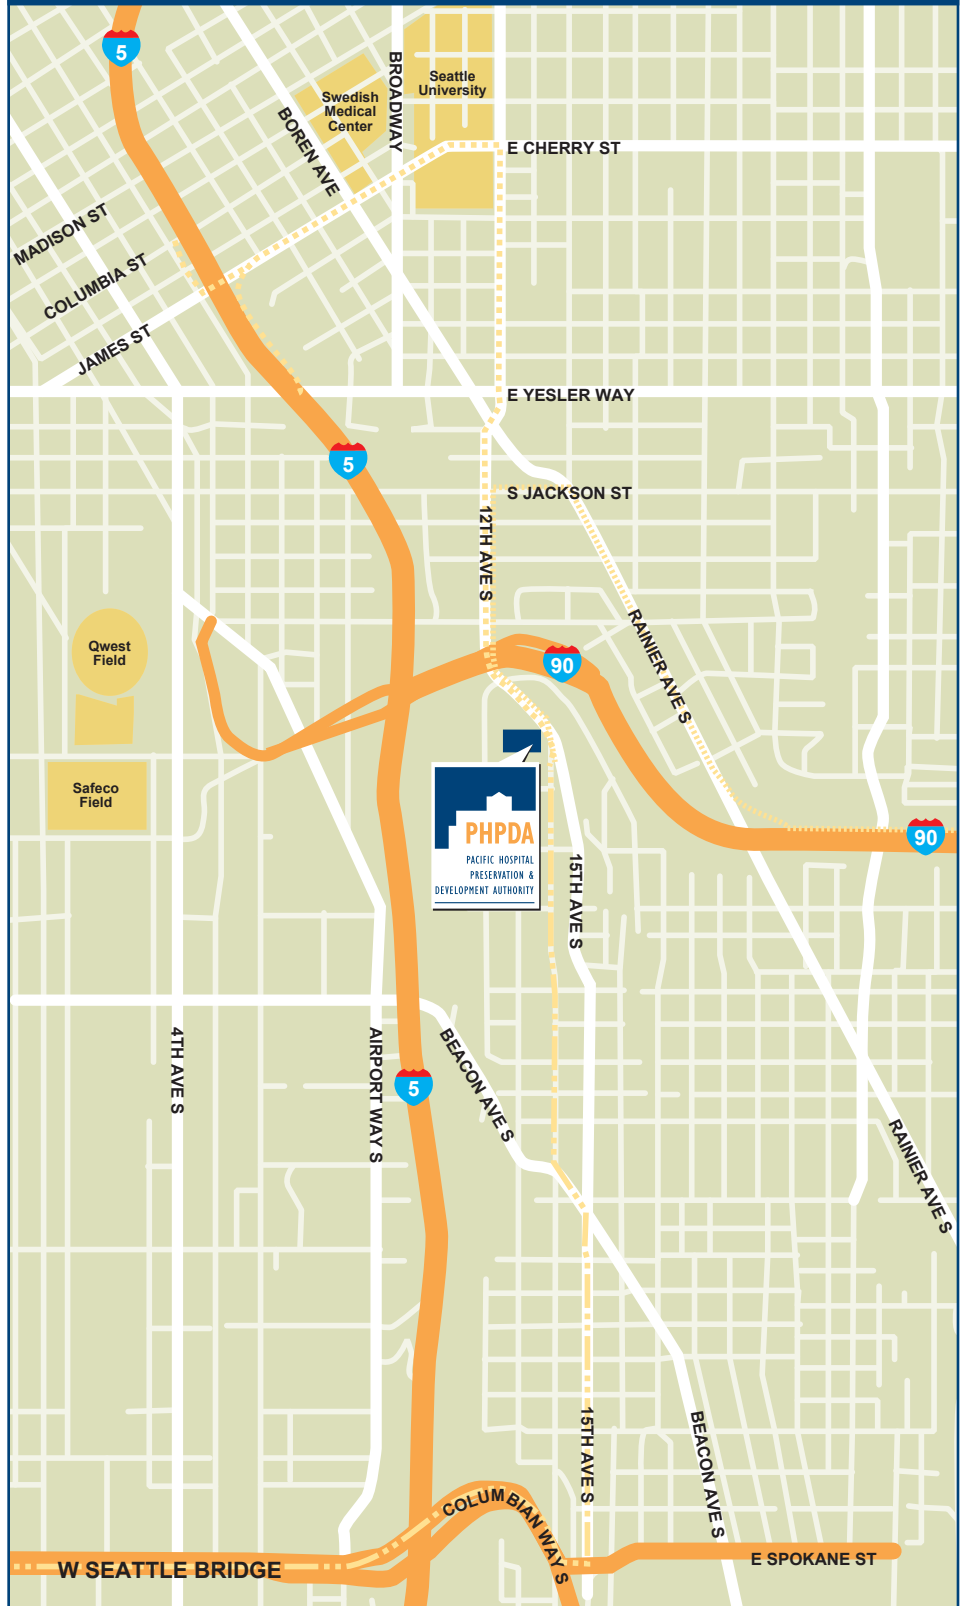 5
BROADWAY
Seattle
University
Swedish
Medical
Center
BOREN AVE
E CHERRY ST
MADISON ST
COLUMBIA ST
JAMES ST
E YESLER WAY
5
S JACKSON ST
12TH AVE S
RAINIER AVE S
Qwest
Field
90
Safeco
Field
PHPDA
PACIFIC HOSPITAL
PRESERVATION &
DEVELOPMENT AUTHORITY
90
15TH AVE S
4TH AVE S
AIRPORT WAY S
BEACON AVE S
5
RAINIER AVE S
15TH AVE S
BEACON AVE S
COLUMBIAN WAY S
E SPOKANE ST
W SEATTLE BRIDGE